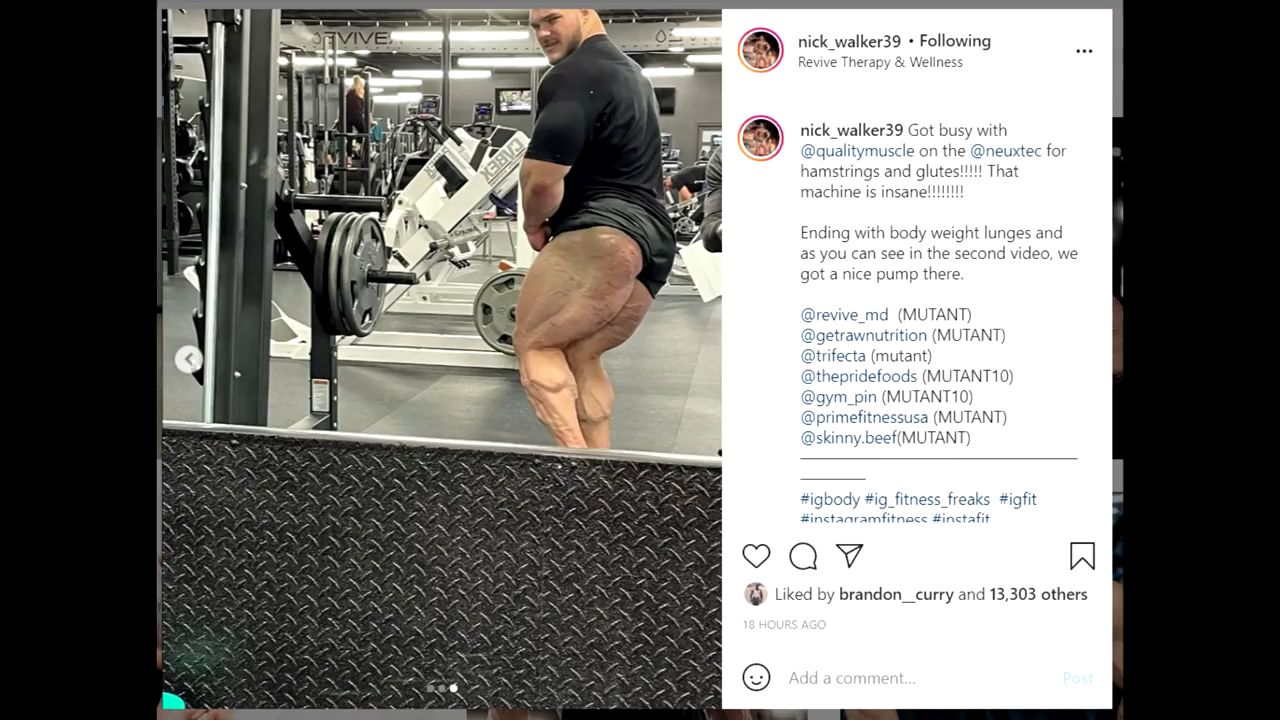 REVIVE
CYBEX
nick_walker39 • Following
Revive Therapy & Wellness
nick_walker39 Got busy with
@qualitymuscle on the @neuxtec for
hamstrings and glutes!!!!! That
machine is insane!!!!!!!!
Ending with body weight lunges and
as you can see in the second video, we
got a nice pump there.
@revive_md (MUTANT)
@getrawnutrition (MUTANT)
@trifecta (mutant)
@thepridefoods (MUTANT10)
@gym_pin (MUTANT10)
@primefitnessusa (MUTANT)
@skinny.beef(MUTANT)
#igbody #ig_fitness_freaks #igfit
#instagramfitness #instafit
Liked by brandon__curry and 13,303 others
18 HOURS AGO
Add a comment...
Post